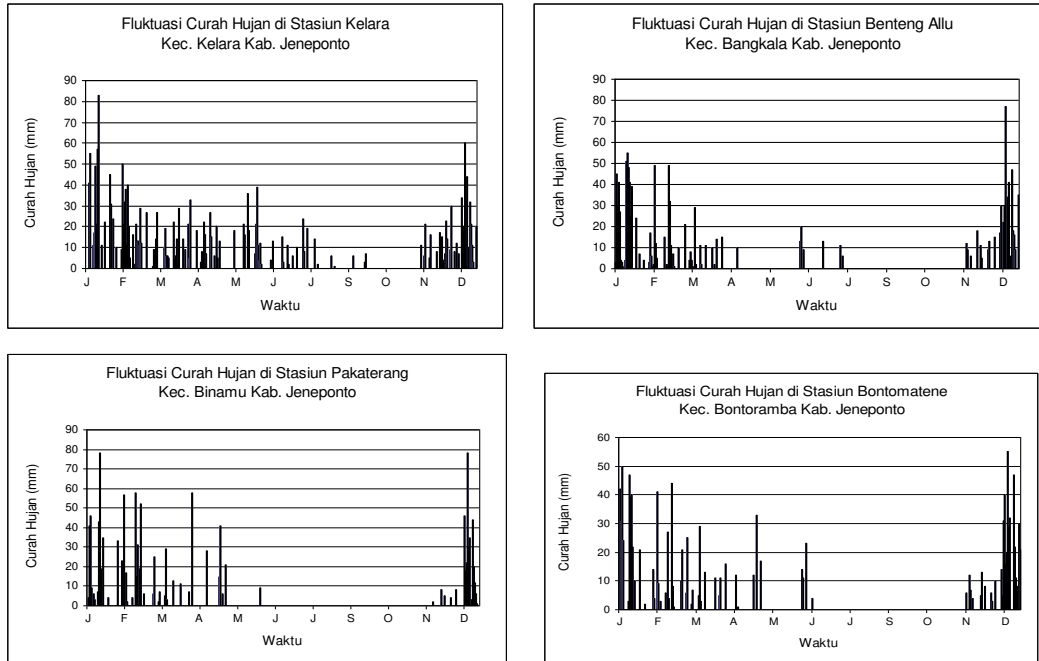 Fluktuasi Curah Hujan di Stasiun Kelara
Kec. Kelara Kab. Jeneponto
90
80
70
60
50
40
30
20
10
0
Curah Hujan (mm)
J F M A M J J A S O N D
Waktu
Fluktuasi Curah Hujan di Stasiun Benteng Allu
Kec. Bangkala Kab. Jeneponto
90
80
70
60
50
40
30
20
10
0
Curah Hujan (mm)
J F M A M J J A S O N D
Waktu
Fluktuasi Curah Hujan di Stasiun Pakaterang
Kec. Binamu Kab. Jeneponto
90
80
70
60
50
40
30
20
10
0
Curah Hujan (mm)
J F M A M J J A S O N D
Waktu
Fluktuasi Curah Hujan di Stasiun Bontomatene
Kec. Bontoramba Kab. Jeneponto
60
50
40
30
20
10
0
Curah Hujan (mm)
J F M A M J J A S O N D
Waktu